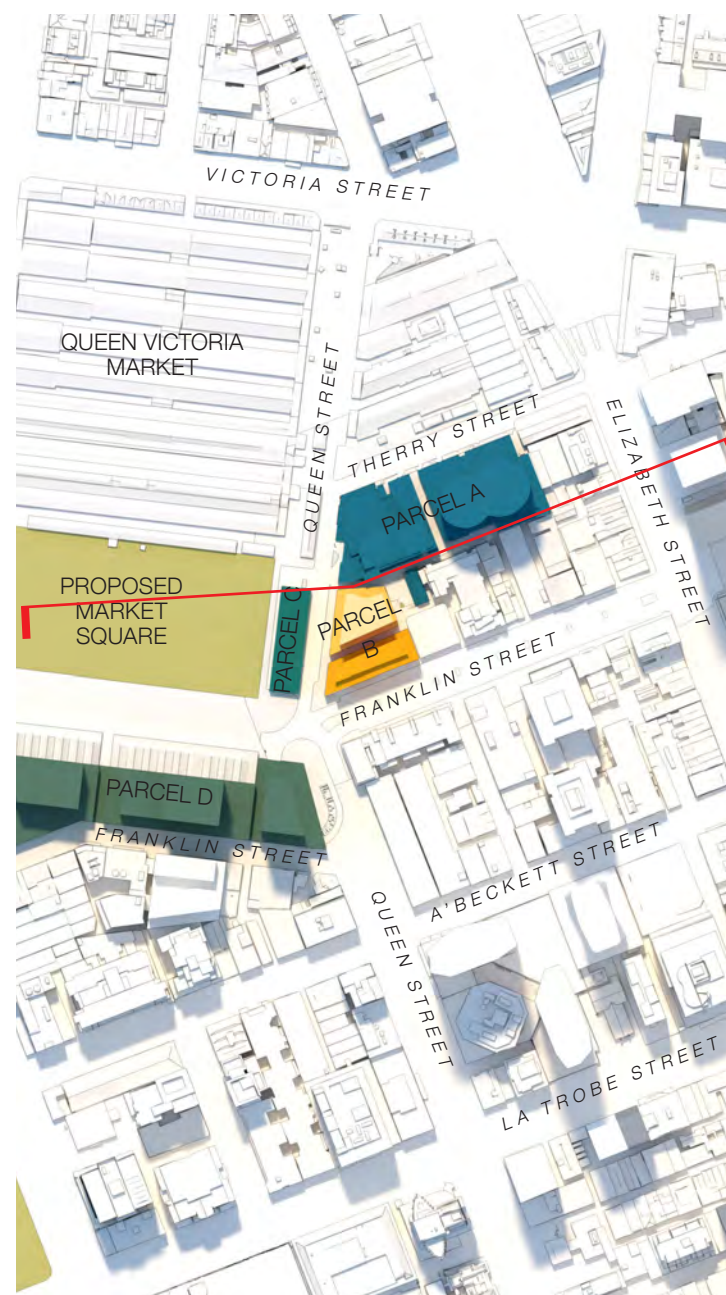 VICTORIA STREET
QUEEN VICTORIA
MARKET
QUEEN STREET
THERRY STREET
ELIZABETH STREET
PARCEL A
PROPOSED
MARKET
SQUARE
PARCEL C
PARCEL
B
FRANKLIN STREET
PARCEL D
FRANKLIN STREET
A'BECKETT STREET
QUEEN STREET
LA TROBE STREET